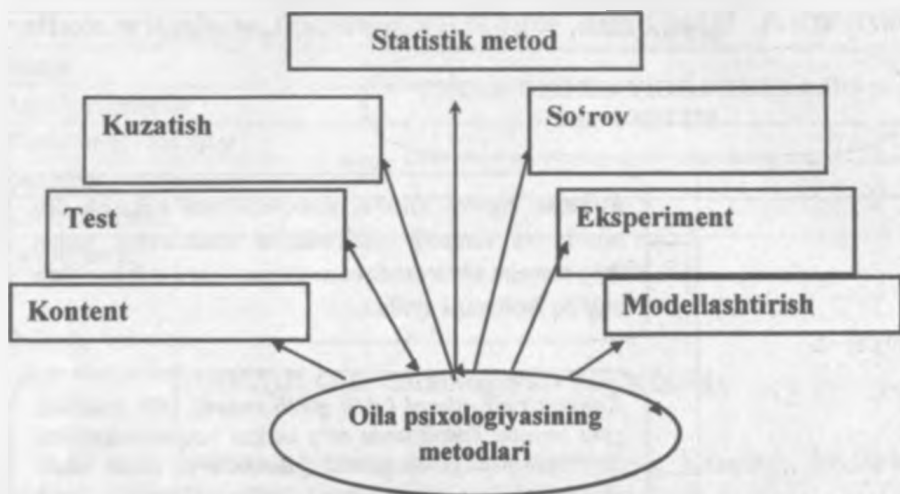 Statistik metod
Kuzatish
So‘rov
Test
Eksperiment
Kontent
Modellashtirish
Oila psixologiyasining
metodlari